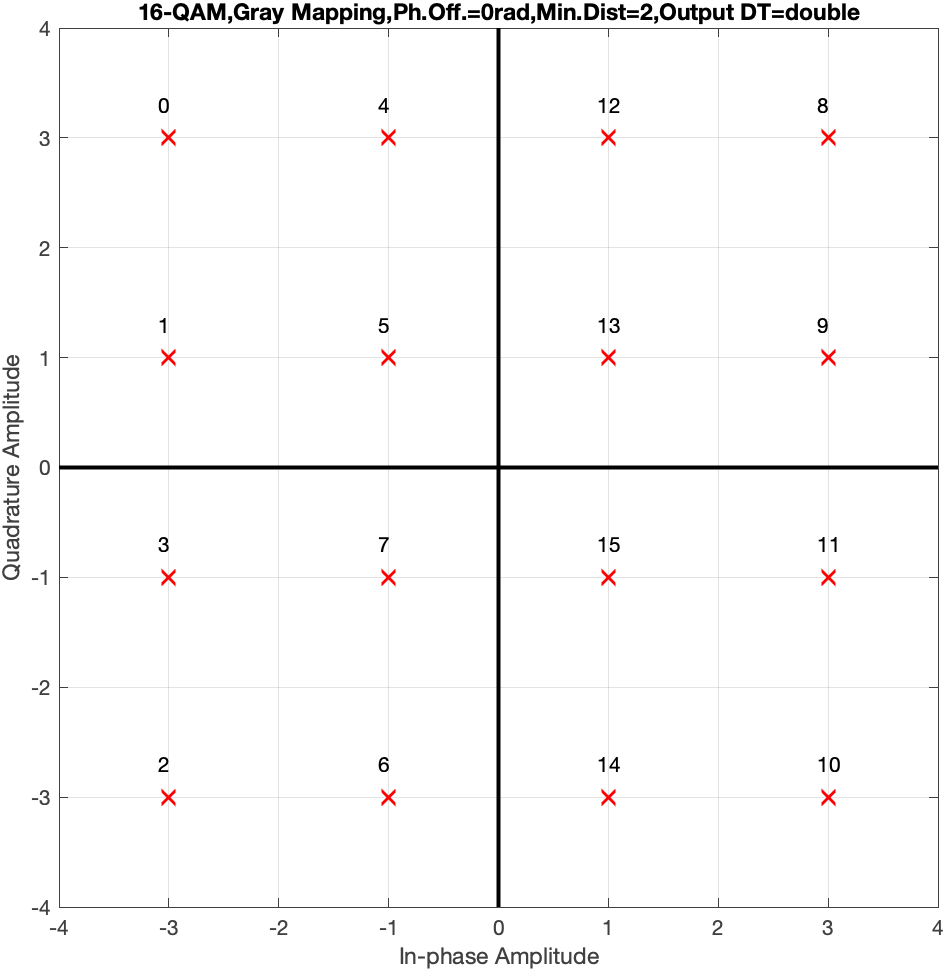 16-QAM,Gray Mapping,Ph.Off.=0rad,Min.Dist=2,Output DT=double
4
0 4 12 8
3
2
1 5 13 9
1
Quadrature Amplitude
0
3 7 15 11
-1
-2
2 6 14 10
-3
-4
-4 -3 -2 -1 0 1 2 3 4
In-phase Amplitude